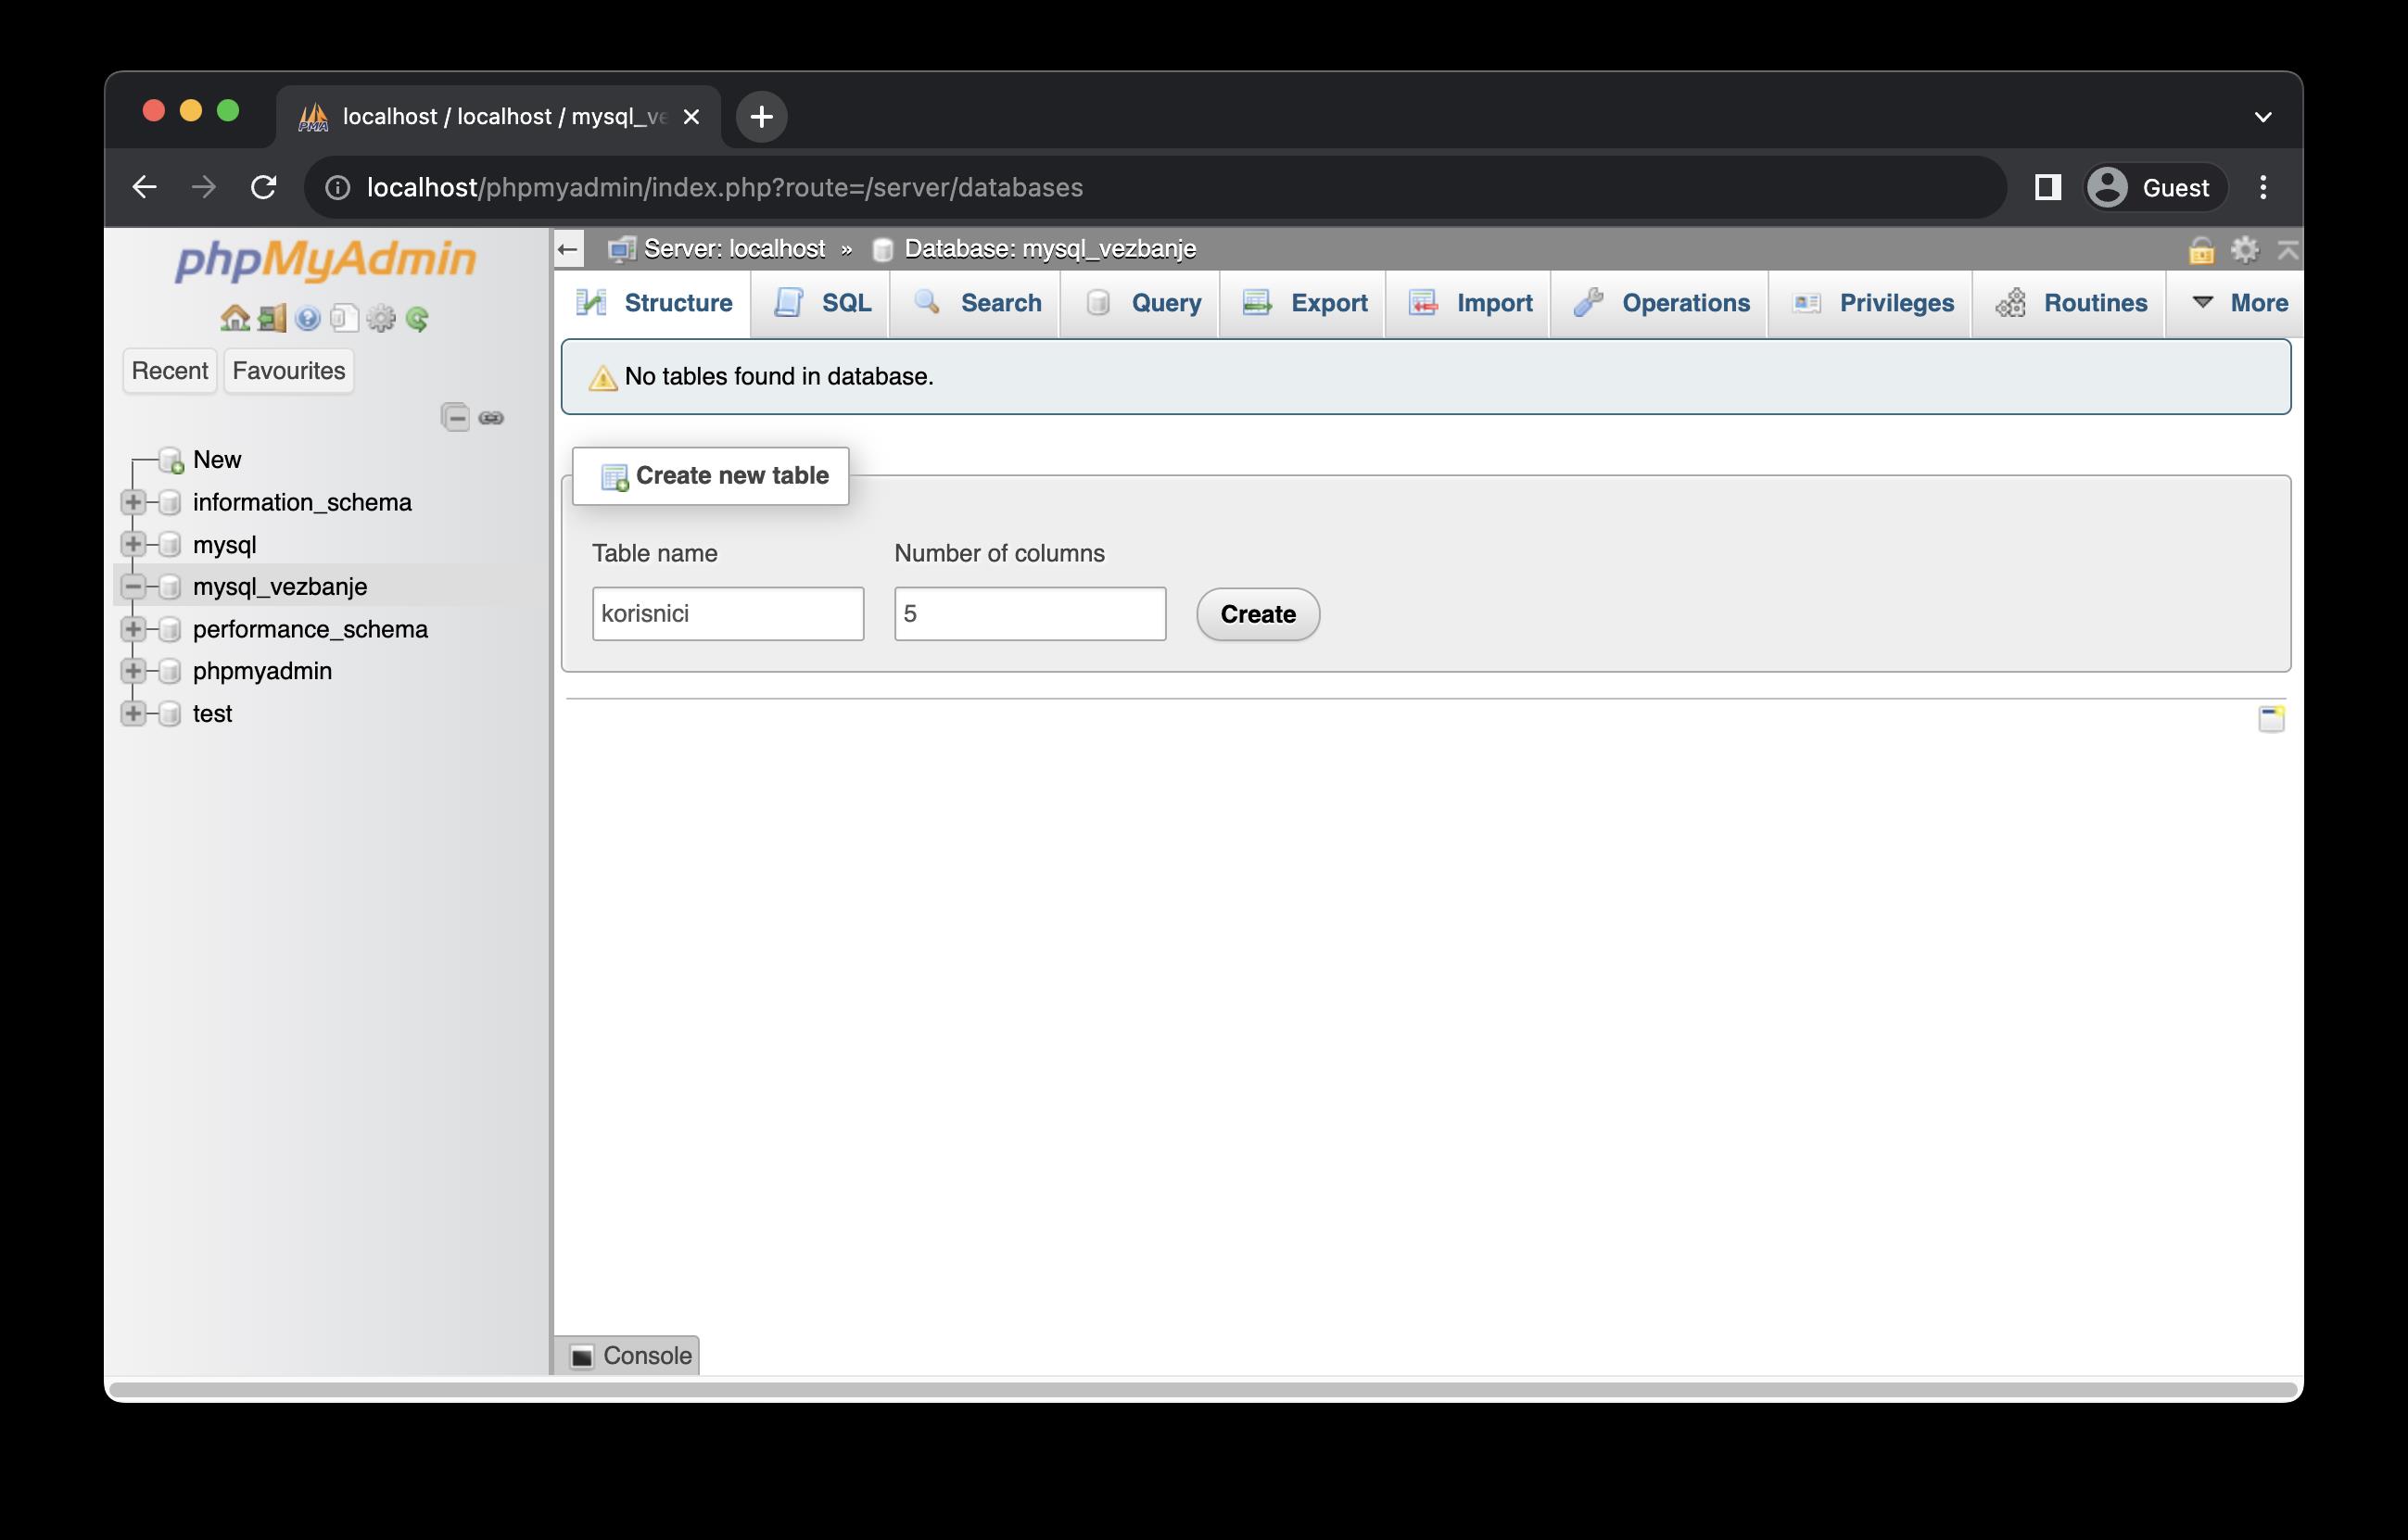 localhost / localhost / mysql_ve
localhost/phpmyadmin/index.php?route=/server/databases
Guest
phpMyAdmin
Recent
Favourites
New
information_schema
mysql
mysql_vezbanje
performance_schema
phpmyadmin
test
Server: localhost » Database: mysql_vezbanje
Structure
SQL
Search
Query
Export
Import
Operations
Privileges
Routines
More
No tables found in database.
Create new table
Table name
Number of columns
korisnici
5
Create
Console